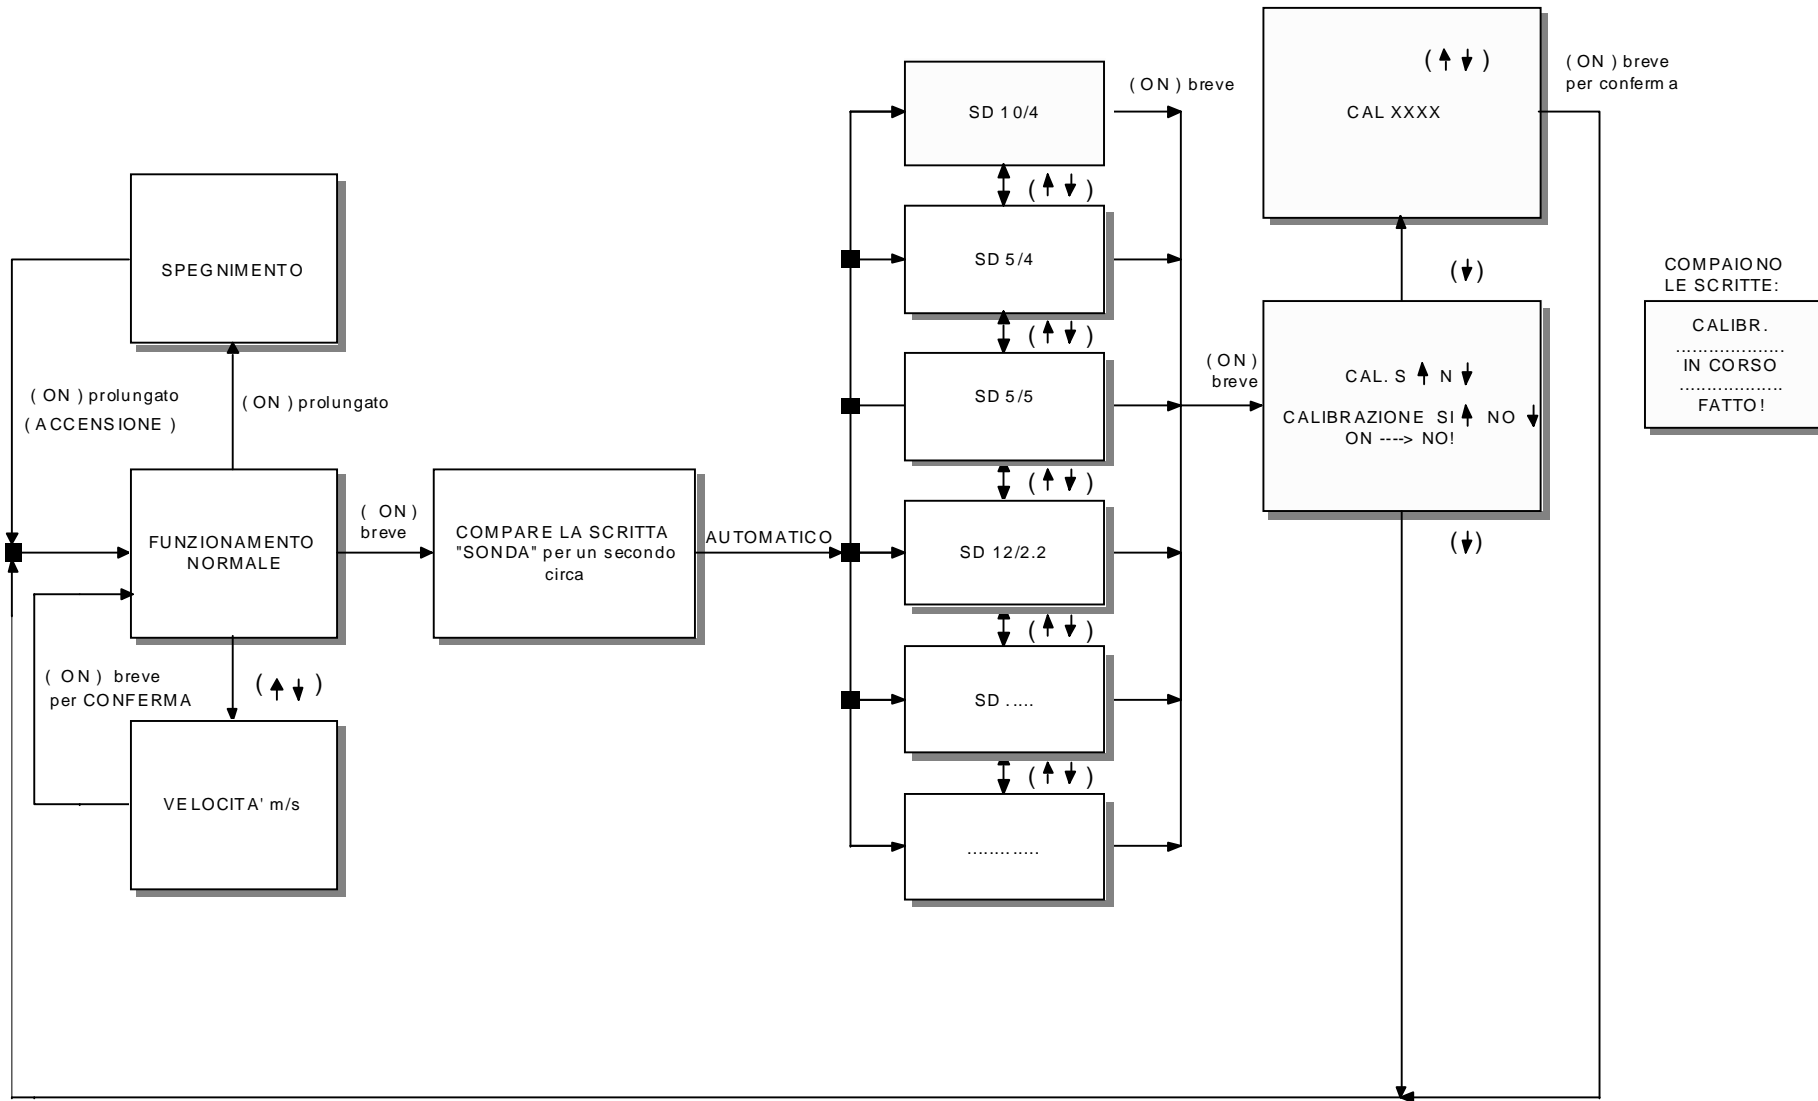 ( ↑ ↓ )
CAL XXXX
( ON ) breve
per conferma
SD 10/4
( ON ) breve
( ↑ ↓ )
SPEGNIMENTO
SD 5/4
( ↓ )
COMPAIONO
LE SCRITTE:
CALIBR.
....................
IN CORSO
...................
FATTO!
( ↑ ↓ )
( ON ) prolungato
( ACCENSIONE )
( ON ) prolungato
SD 5/5
( ON )
breve
CAL. S ↑ N ↓
CALIBRAZIONE SI ↑ NO ↓
ON ----> NO!
( ↑ ↓ )
FUNZIONAMENTO
NORMALE
( ON )
breve
COMPARE LA SCRITTA
"SONDA" per un secondo
circa
AUTOMATICO
SD 12/2.2
( ↓ )
( ↑ ↓ )
( ON ) breve
per CONFERMA
( ↑ ↓ )
SD .....
( ↑ ↓ )
VELOCITA' m/s
.............